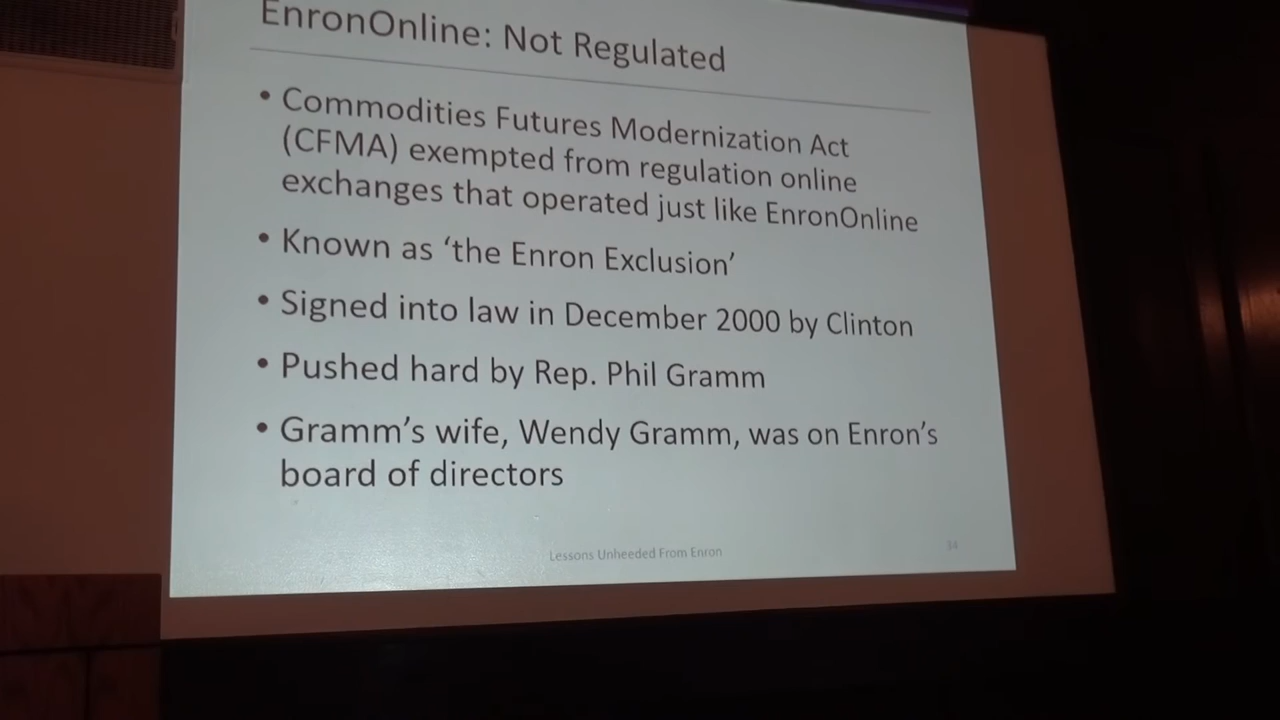 EnronOnline: Not Regulated
• Commodities Futures Modernization Act
(CFMA) exempted from regulation online
exchanges that operated just like EnronOnline
• Known as ‘the Enron Exclusion’
• Signed into law in December 2000 by Clinton
• Pushed hard by Rep. Phil Gramm
• Gramm’s wife, Wendy Gramm, was on Enron’s
board of directors
Lessons Unheeded From Enron